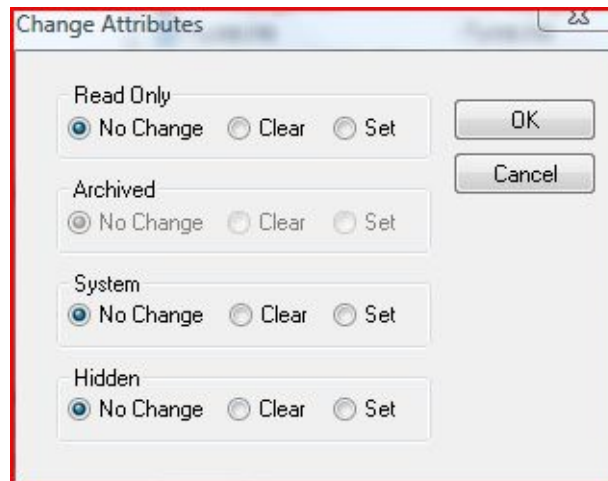 Change Attributes
Read Only
No Change Clear Set
OK
Archived
No Change Clear Set
Cancel
System
No Change Clear Set
Hidden
No Change Clear Set